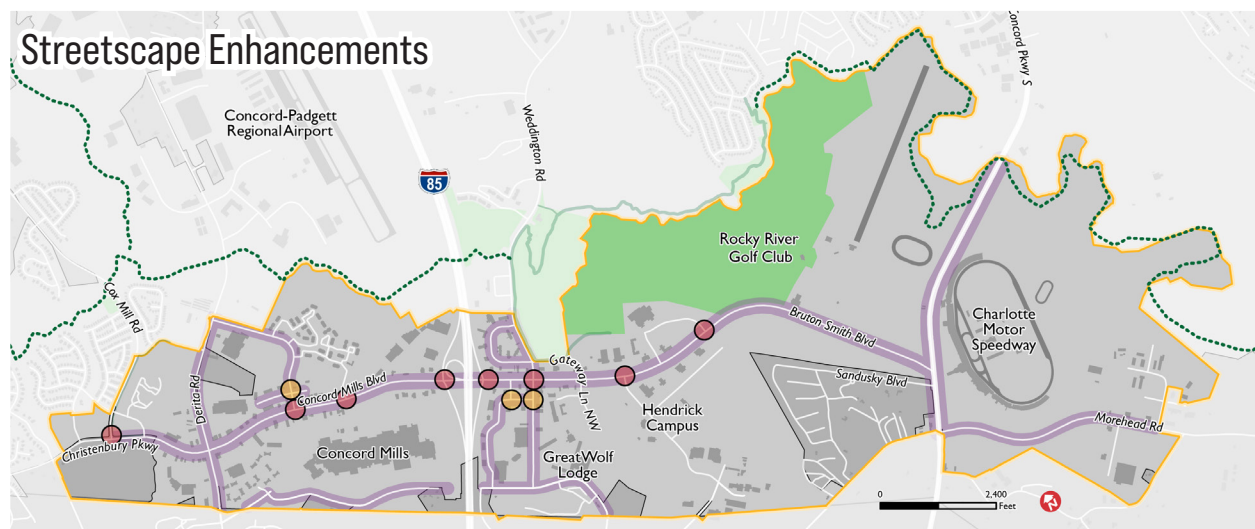 Streetscape Enhancements
Concord Pkwy S
Concord-Padgett
Regional Airport
Weddington Rd
85
Rocky River
Golf Club
Cox Mill Rd
Bruton Smith Blvd
Charlotte
Motor
Speedway
Derita Rd
Gateway Ln NW
Concord Mills Blvd
Sandusky Blvd
Hendrick
Campus
Morehead Rd
Christenbury Pkwy
Concord Mills
Great Wolf
Lodge
0
2,400
Feet